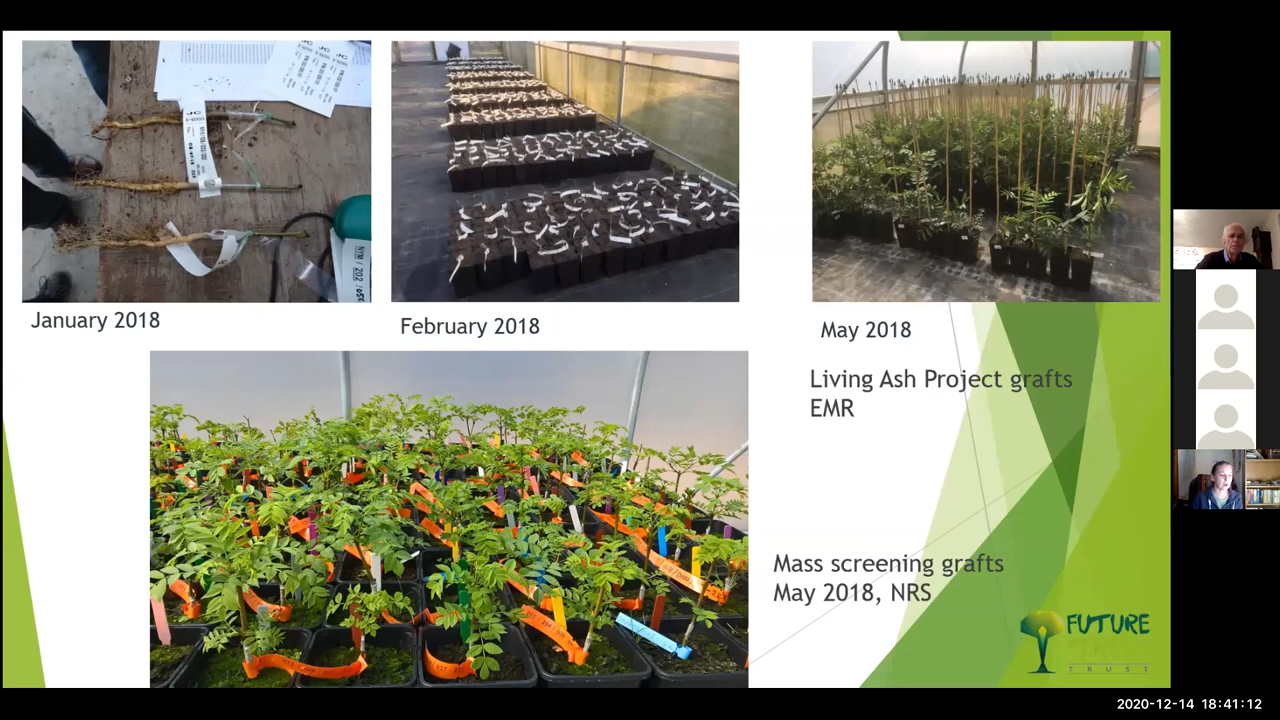 January 2018
February 2018
May 2018
Living Ash Project grafts
EMR
Mass screening grafts
May 2018, NRS
FUTURE
TRUST
2020-12-14 18:41:12